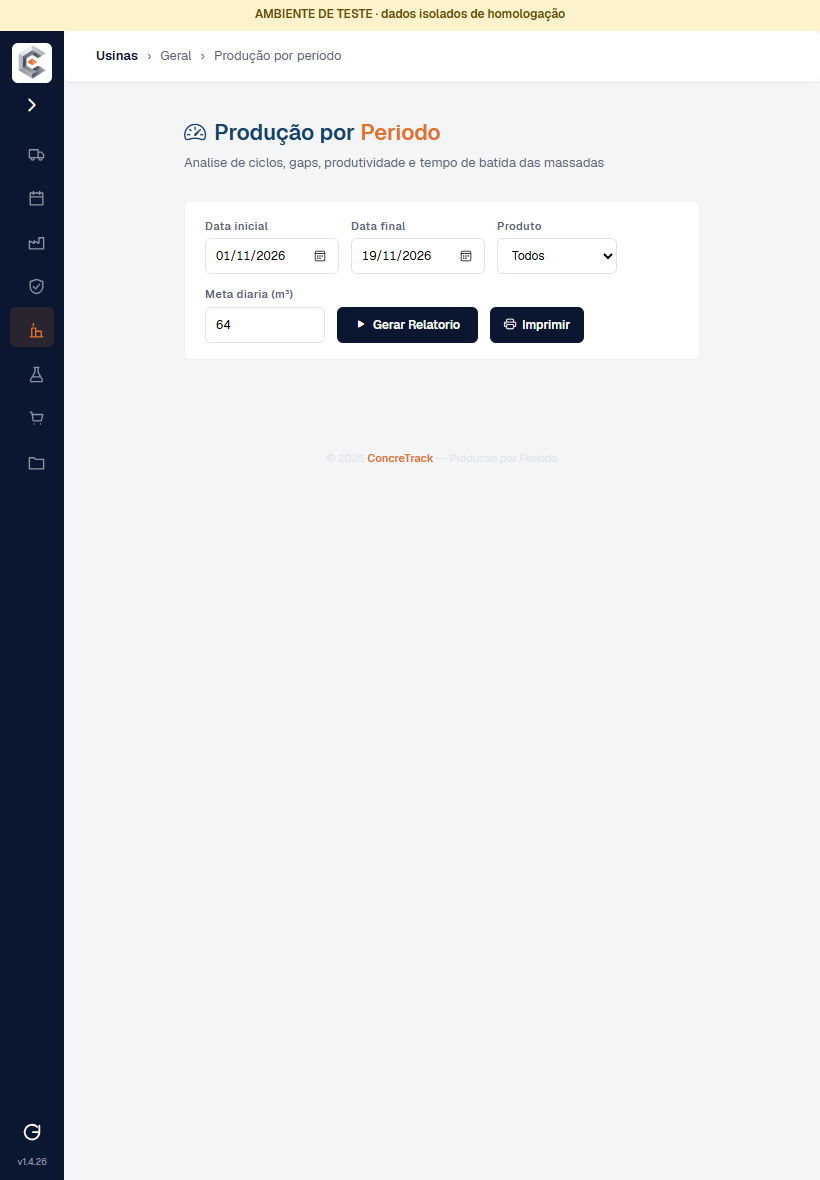 AMBIENTE DE TESTE · dados isolados de homologação
Usinas › Geral › Produção por período
Produção por Periodo
Analise de ciclos, gaps, produtividade e tempo de batida das massadas
Data inicial Data final Produto
01/11/2026 19/11/2026 Todos
Meta diaria (m³)
64 Gerar Relatorio Imprimir
© 2026 ConcreTrack — Producao por Periodo
v1.4.26